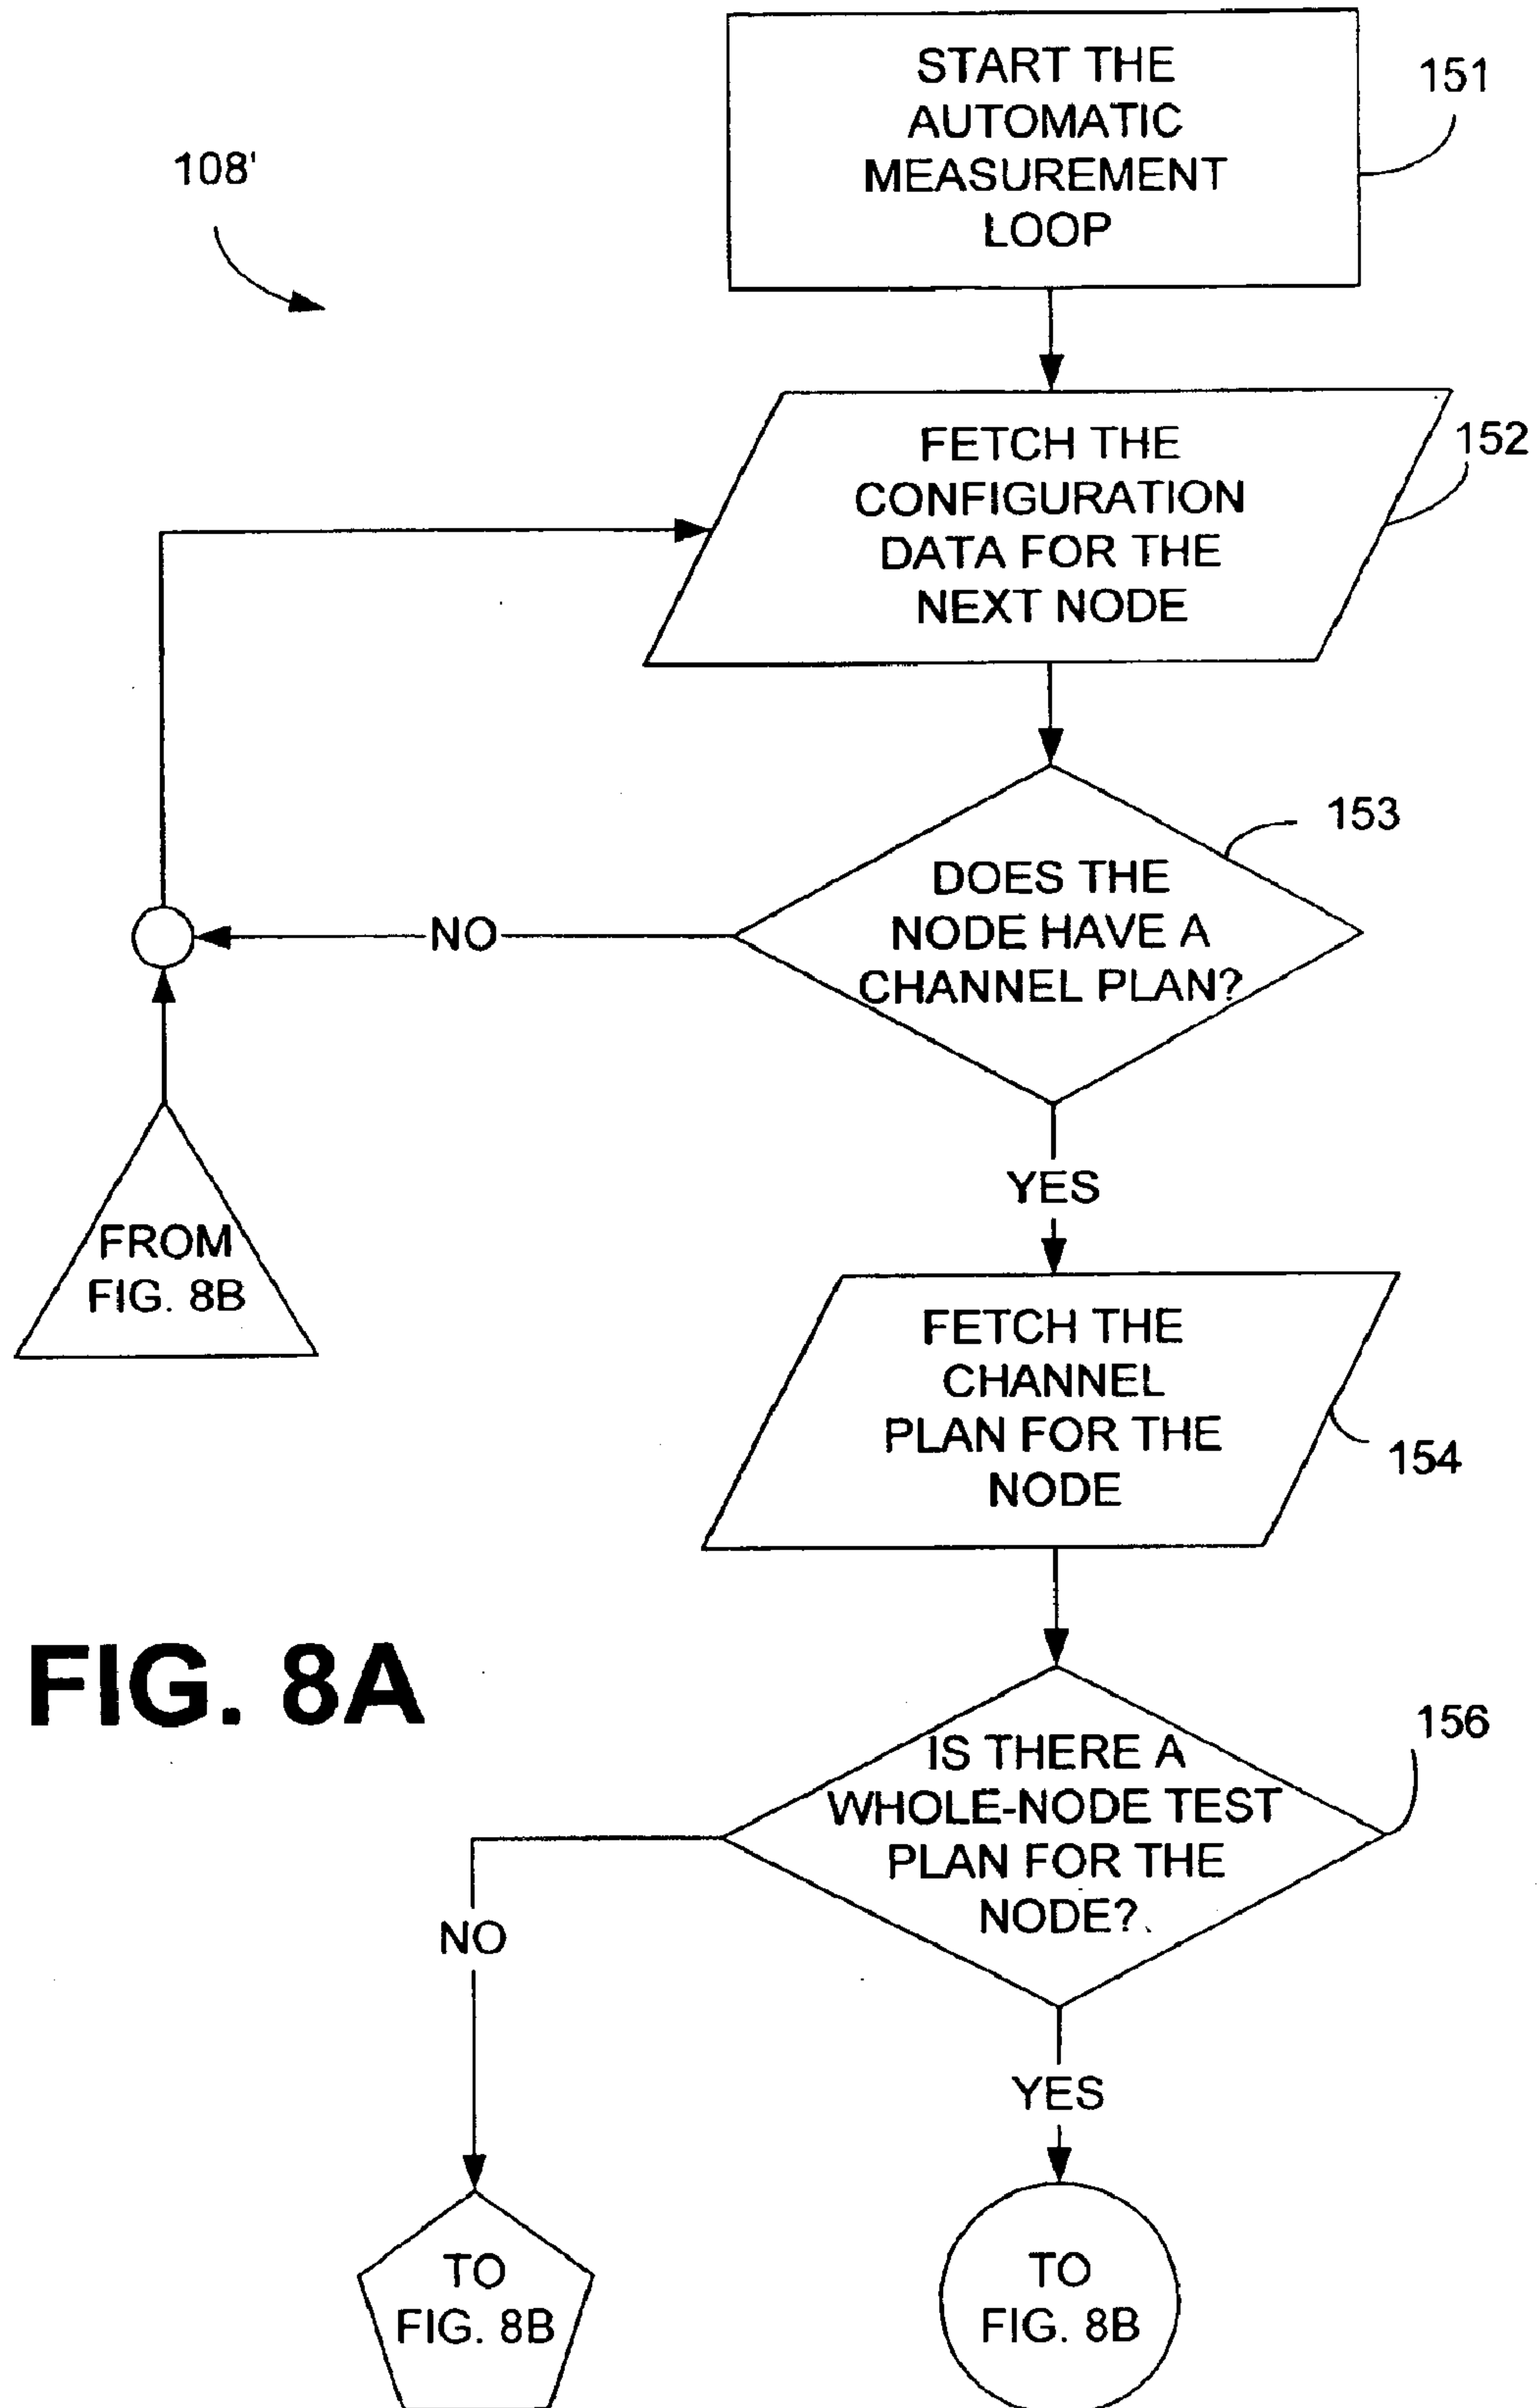 START THE
AUTOMATIC
MEASUREMENT
LOOP
151
108'
FETCH THE
CONFIGURATION
DATA FOR THE
NEXT NODE
152
DOES THE
NODE HAVE A
CHANNEL PLAN?
153
NO
YES
FROM
FIG. 8B
FETCH THE
CHANNEL
PLAN FOR THE
NODE
154
FIG. 8A
IS THERE A
WHOLE-NODE TEST
PLAN FOR THE
NODE?
156
NO
YES
TO
FIG. 8B
TO
FIG. 8B